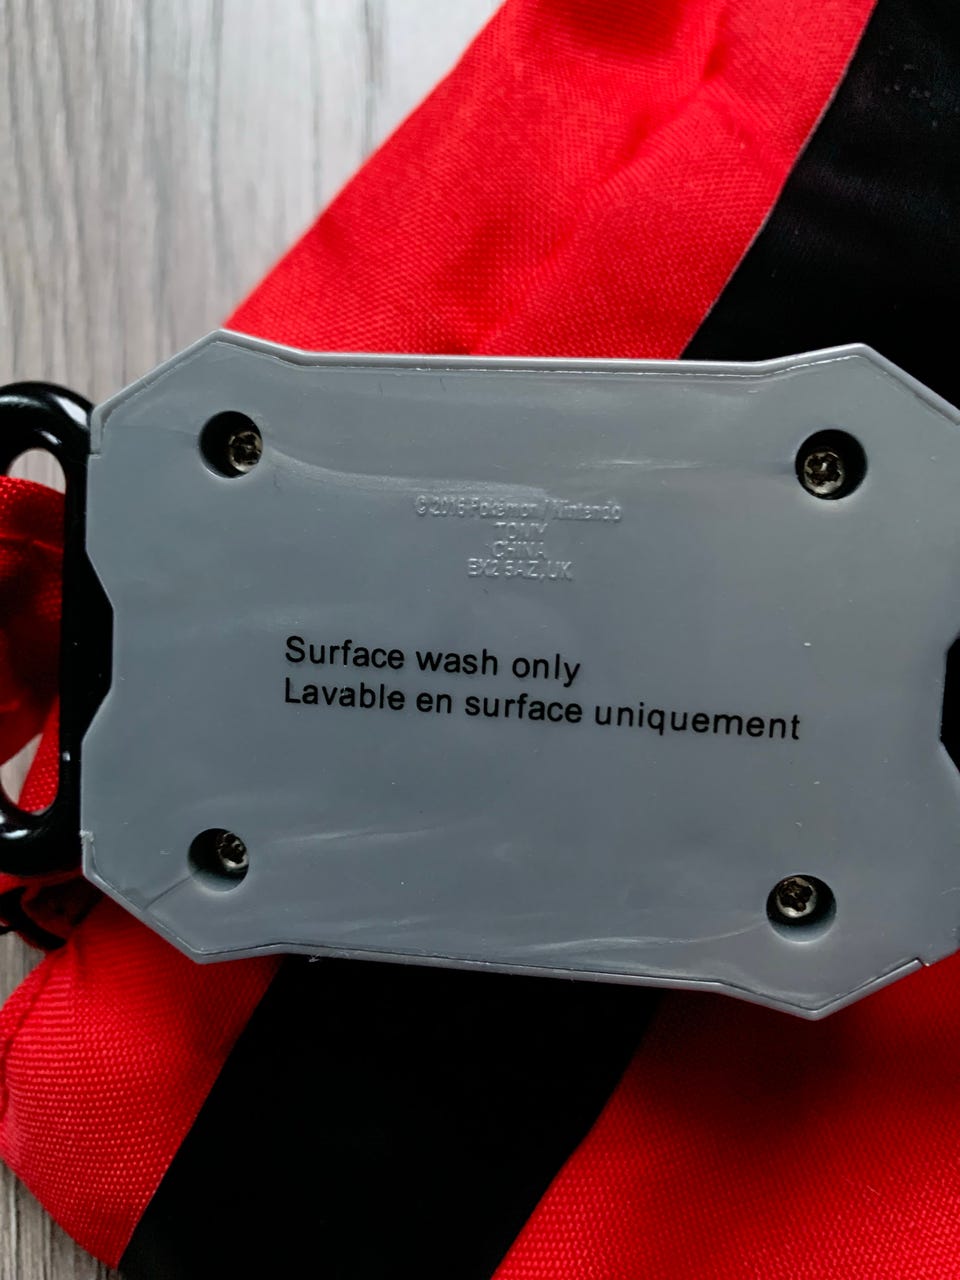 © 2016 Pokémon / Nintendo
TOMY
CHINA
EX2 5AZ, UK
Surface wash only
Lavable en surface uniquement